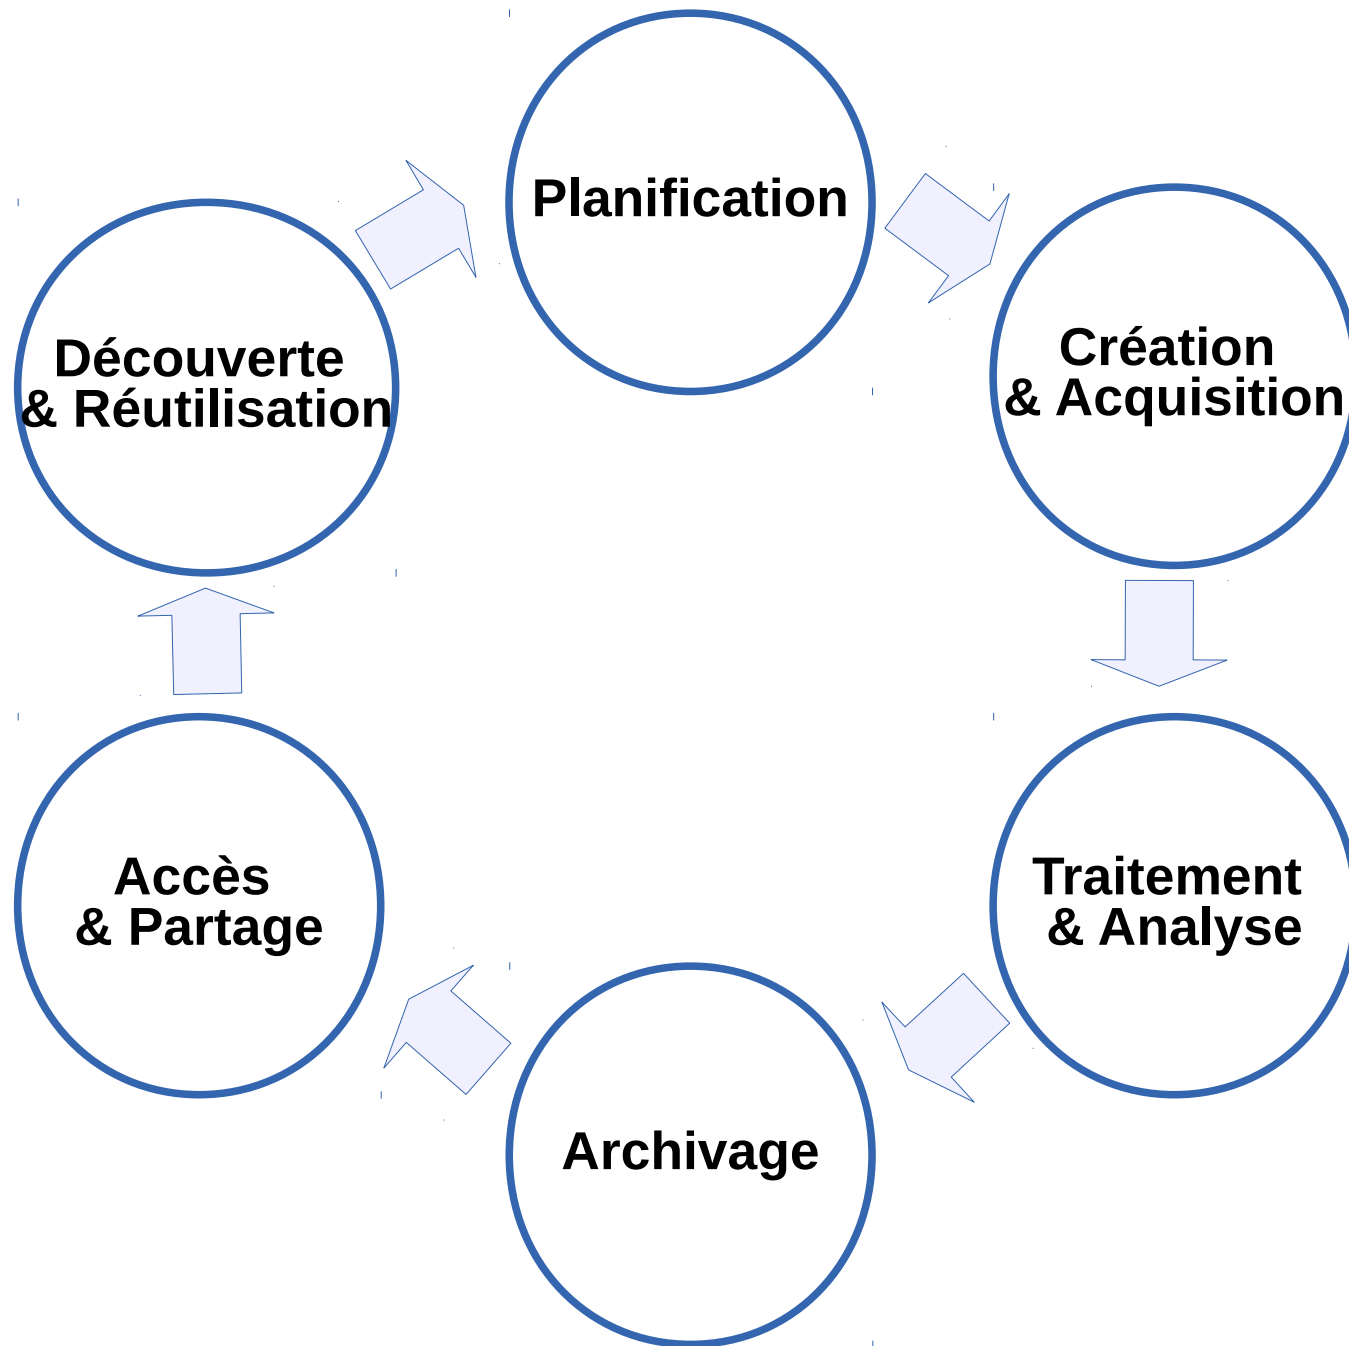 Planification
Création
& Acquisition
Traitement
& Analyse
Archivage
Accès
& Partage
Découverte
& Réutilisation